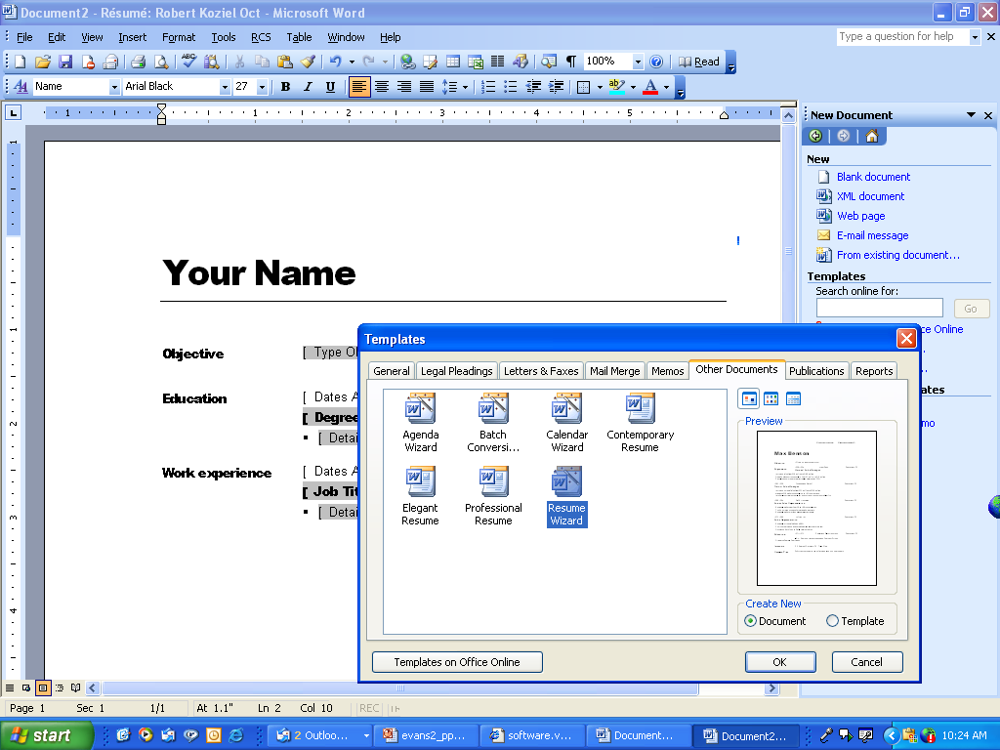 Document2 - Résumé: Robert Koziel Oct - Microsoft Word
File Edit View Insert Format Tools RCS Table Window Help
Type a question for help
100% Read
Name Arial Black 27 B I U
1 1 2 3 4 5
New Document
New
Blank document
XML document
Web page
E-mail message
From existing document...
Templates
Search online for:
Go
ce Online
Your Name
Objective [ Type O
Education [ Dates A
[ Degree
[ Detai
Work experience [ Dates A
[ Job Tit
[ Detai
Templates
General Legal Pleadings Letters & Faxes Mail Merge Memos Other Documents Publications Reports
Agenda Wizard
Batch Conversi...
Calendar Wizard
Contemporary Resume
Elegant Resume
Professional Resume
Resume Wizard
Preview
Max Benson
Create New
Document Template
Templates on Office Online OK Cancel
Page 1 Sec 1 1/1 At 1.1" Ln 2 Col 10 REC
start 2 Outloo... evans2_pp... software.v... Document... Document2... 10:24 AM